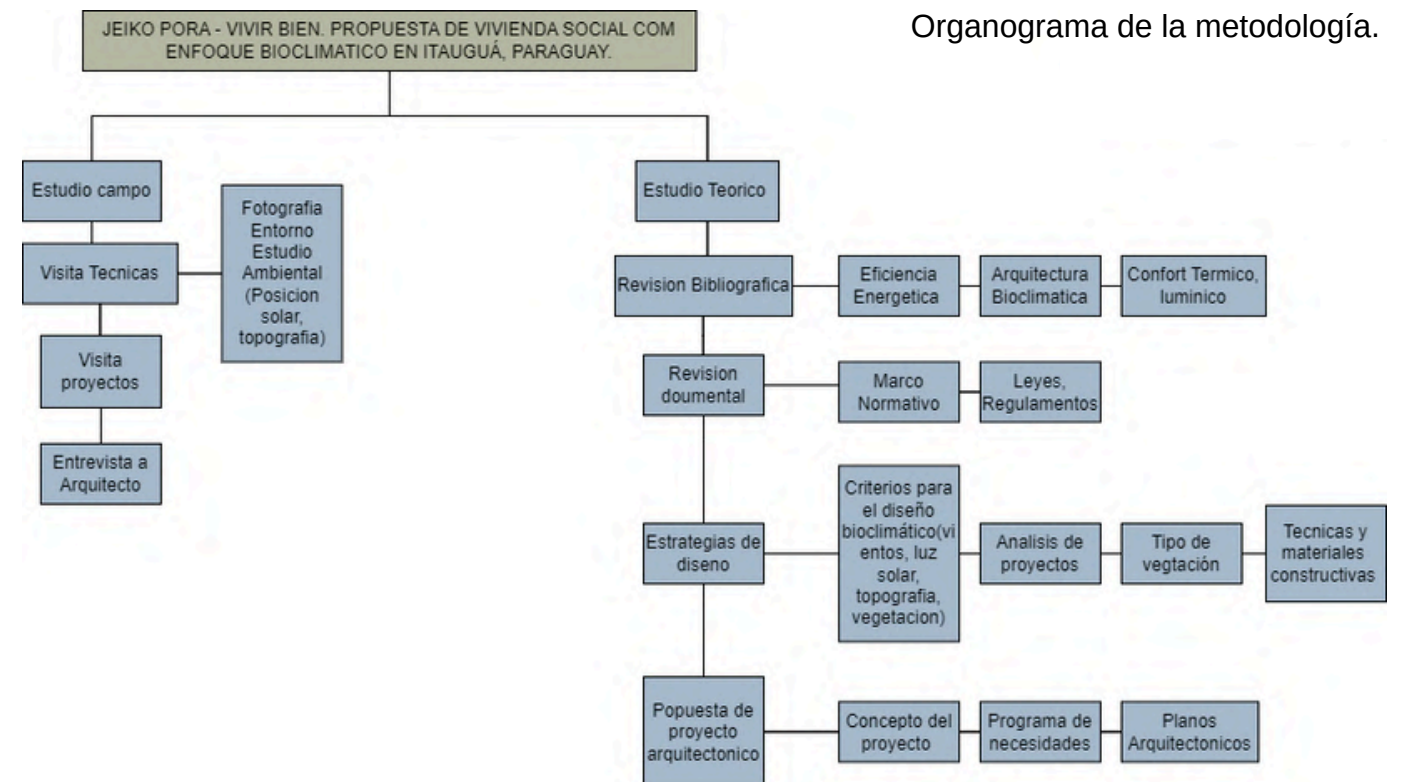 Organograma de la metodología.
JEIKO PORA - VIVIR BIEN. PROPUESTA DE VIVIENDA SOCIAL COM
ENFOQUE BIOCLIMATICO EN ITAUGUÁ, PARAGUAY.
Estudio campo
Visita Tecnicas
Fotografia
Entorno
Estudio
Ambiental
(Posicion
solar,
topografia)
Visita
proyectos
Entrevista a
Arquitecto
Estudio Teorico
Revision Bibliografica
Eficiencia
Energetica
Arquitectura
Bioclimatica
Confort Termico,
luminico
Revision
doumental
Marco
Normativo
Leyes,
Regulamentos
Estrategias de
diseno
Criterios para
el diseño
bioclimático(vi
entos, luz
solar,
topografia,
vegetacion)
Analisis de
proyectos
Tipo de
vegtación
Tecnicas y
materiales
constructivas
Popuesta de
proyecto
arquitectonico
Concepto del
proyecto
Programa de
necesidades
Planos
Arquitectonicos